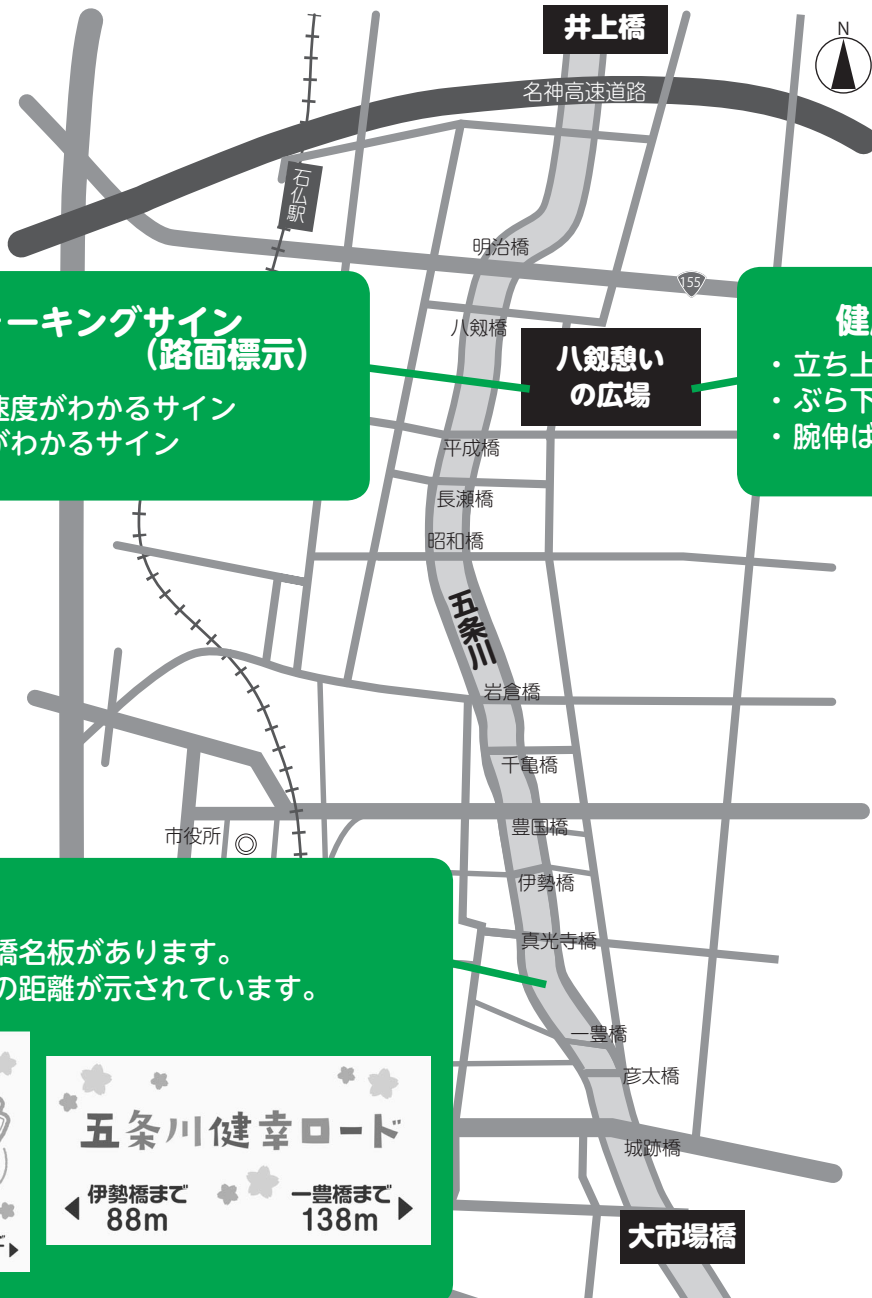 井上橋
N
名神高速道路
石仏駅
明治橋
155
八剱橋
ーキングサイン
（路面標示）
速度がわかるサイン
がわかるサイン
八剱憩い
の広場
健
・立ち上
・ぶら下
・腕伸ば
平成橋
長瀬橋
昭和橋
五条川
岩倉橋
千亀橋
豊国橋
市役所
伊勢橋
真光寺橋
橋名板があります。
の距離が示されています。
一豊橋
彦太橋
城跡橋
五条川健幸ロード
伊勢橋まで
88m
一豊橋まで
138m
大市場橋